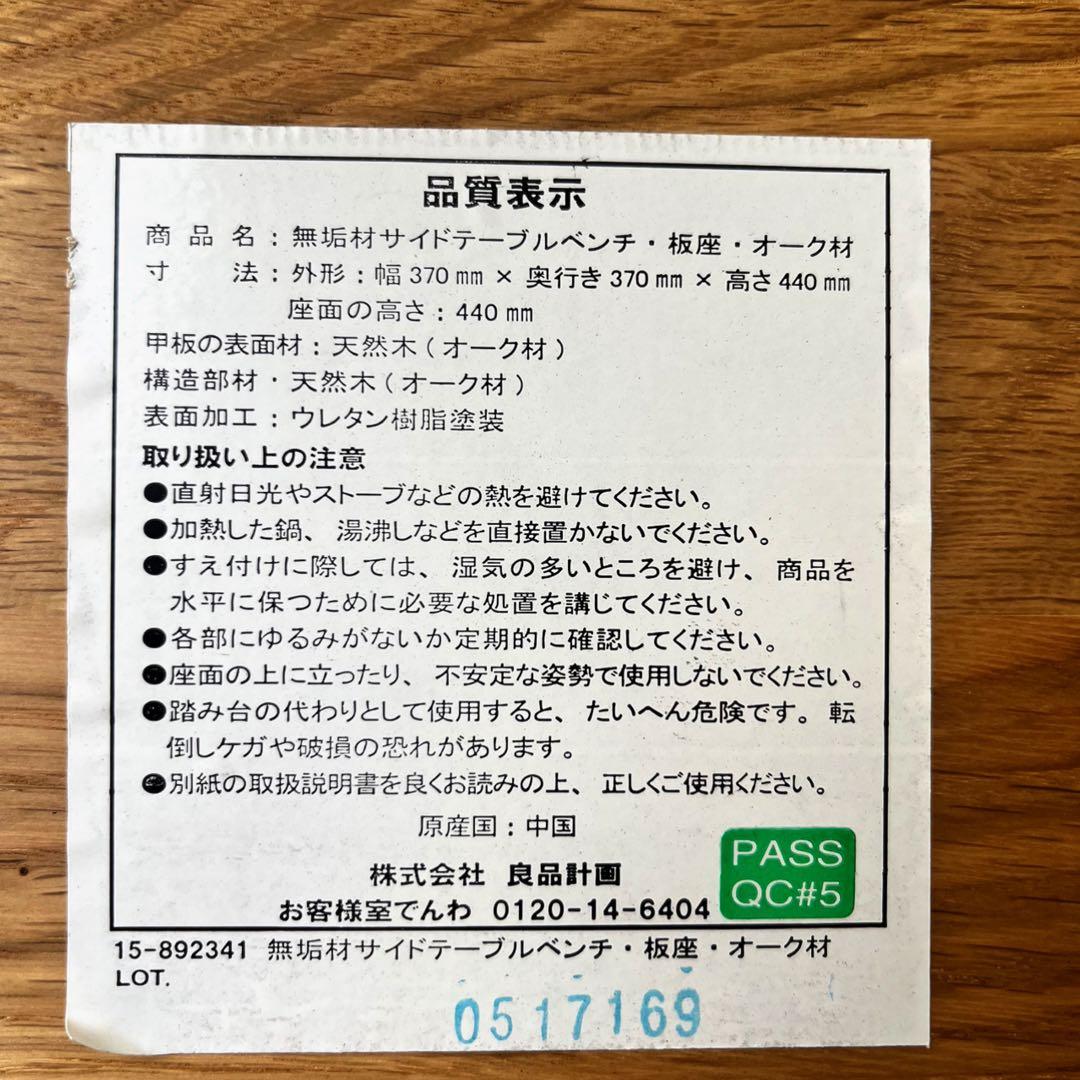 品質表示
商品名：無垢材サイドテーブルベンチ・板座・オーク材
寸法：外形：幅370㎜×奥行き370㎜×高さ440㎜
座面の高さ：440㎜
甲板の表面材：天然木(オーク材)
構造部材・天然木(オーク材)
表面加工：ウレタン樹脂塗装
取り扱い上の注意
●直射日光やストーブなどの熱を避けてください。
●加熱した鍋、湯沸しなどを直接置かないでください。
●すえ付けに際しては、湿気の多いところを避け、商品を
水平に保つために必要な処置を講じてください。
●各部にゆるみがないか定期的に確認してください。
●座面の上に立ったり、不安定な姿勢で使用しないでください。
●踏み台の代わりとして使用すると、たいへん危険です。転
倒しケガや破損の恐れがあります。
●別紙の取扱説明書を良くお読みの上、正しくご使用ください。
原産国：中国
株式会社 良品計画
お客様室でんわ 0120-14-6404
PASS
QC#5
15-892341 無垢材サイドテーブルベンチ・板座・オーク材
LOT.
0517169